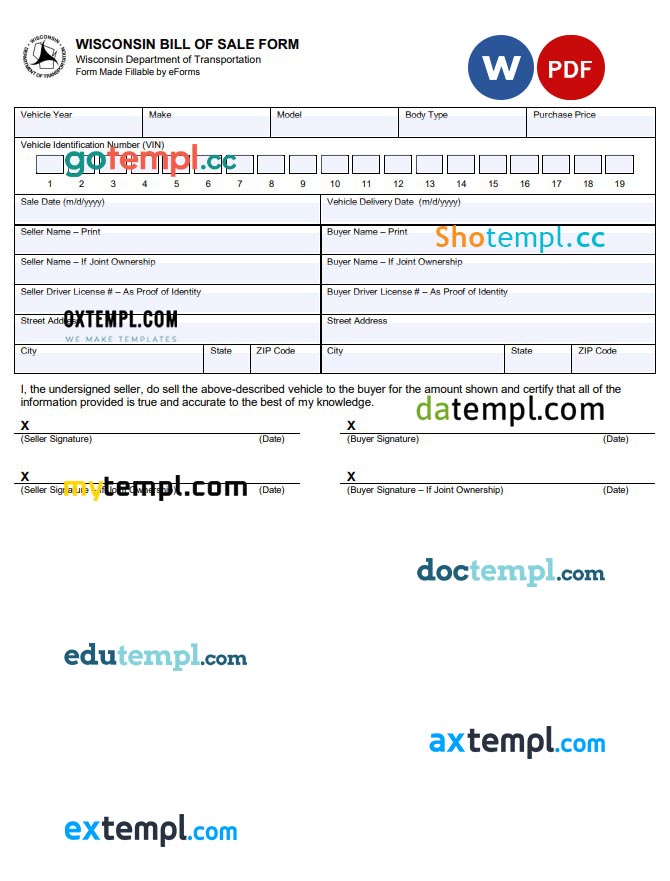 WISCONSIN
DEPARTMENT OF TRANSPORTATION
WISCONSIN BILL OF SALE FORM
Wisconsin Department of Transportation
Form Made Fillable by eForms
W PDF
Vehicle Year Make Model Body Type Purchase Price
Vehicle Identification Number (VIN)
gotempl.cc
1 2 3 4 5 6 7 8 9 10 11 12 13 14 15 16 17 18 19
Sale Date (m/d/yyyy) Vehicle Delivery Date (m/d/yyyy)
Seller Name – Print Buyer Name – Print
Shotempl.cc
Seller Name – If Joint Ownership Buyer Name – If Joint Ownership
Seller Driver License # – As Proof of Identity Buyer Driver License # – As Proof of Identity
Street Address Street Address
OXTEMPL.COM
WE MAKE TEMPLATES
City State ZIP Code City State ZIP Code
I, the undersigned seller, do sell the above-described vehicle to the buyer for the amount shown and certify that all of the
information provided is true and accurate to the best of my knowledge.
datempl.com
X X
(Seller Signature) (Date) (Buyer Signature) (Date)
X X
(Seller Signature – If Joint Ownership) (Date) (Buyer Signature – If Joint Ownership) (Date)
mytempl.com
doctempl.com
edutempl.com
axtempl.com
extempl.com